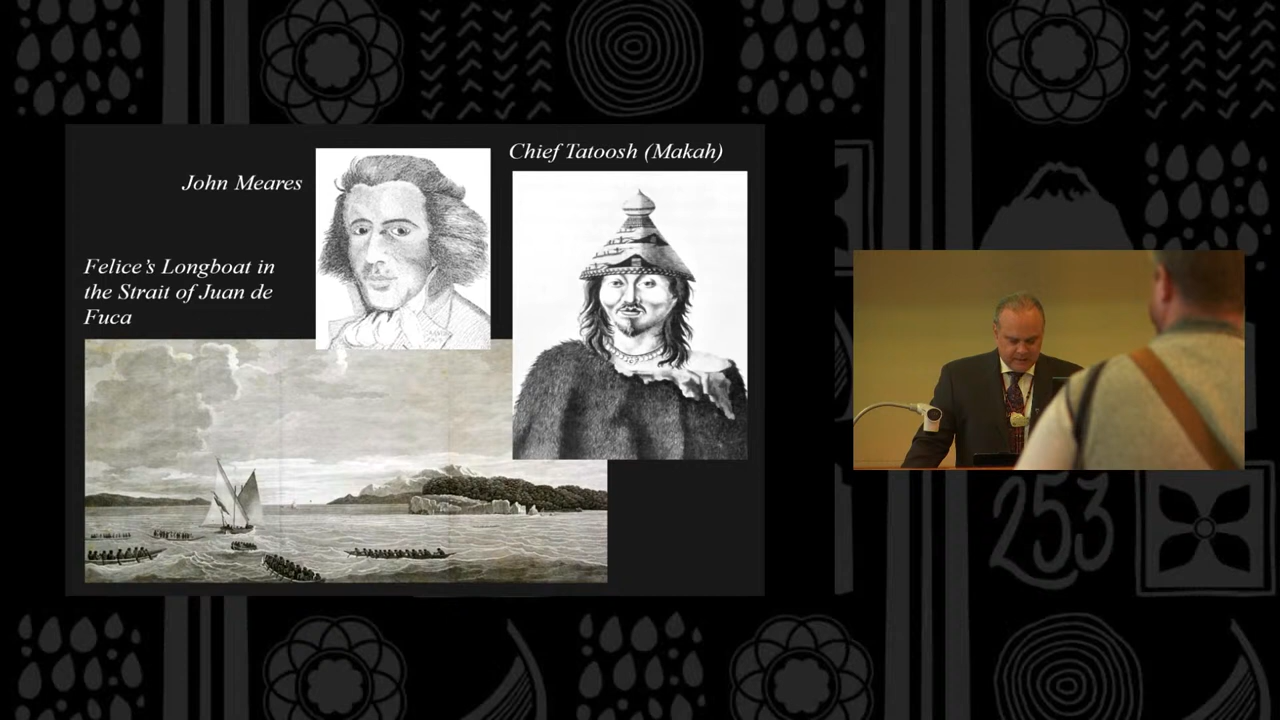 John Meares
Chief Tatoosh (Makah)
Felice's Longboat in
the Strait of Juan de
Fuca
253